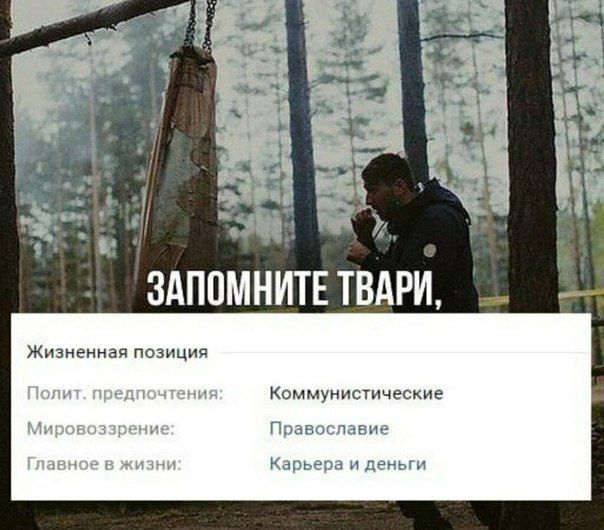 ЗАПОМНИТЕ ТВАРИ,
Жизненная позиция
Полит. предпочтения: Коммунистические
Мировоззрение: Православие
Главное в жизни: Карьера и деньги